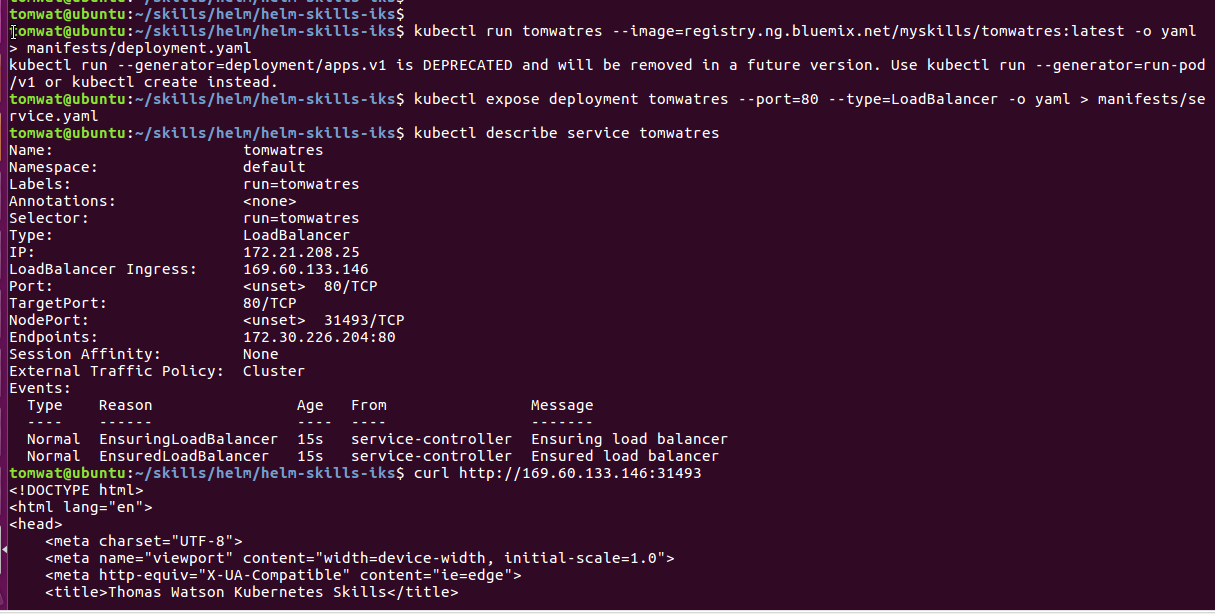 tomwat@ubuntu:~/skills/helm/helm-skills-iks$
tomwat@ubuntu:~/skills/helm/helm-skills-iks$
tomwat@ubuntu:~/skills/helm/helm-skills-iks$ kubectl run tomwatres --image=registry.ng.bluemix.net/myskills/tomwatres:latest -o yaml
> manifests/deployment.yaml
kubectl run --generator=deployment/apps.v1 is DEPRECATED and will be removed in a future version. Use kubectl run --generator=run-pod
/v1 or kubectl create instead.
tomwat@ubuntu:~/skills/helm/helm-skills-iks$ kubectl expose deployment tomwatres --port=80 --type=LoadBalancer -o yaml > manifests/se
rvice.yaml
tomwat@ubuntu:~/skills/helm/helm-skills-iks$ kubectl describe service tomwatres
Name:                     tomwatres
Namespace:                default
Labels:                   run=tomwatres
Annotations:              <none>
Selector:                 run=tomwatres
Type:                     LoadBalancer
IP:                       172.21.208.25
LoadBalancer Ingress:     169.60.133.146
Port:                     <unset>  80/TCP
TargetPort:               80/TCP
NodePort:                 <unset>  31493/TCP
Endpoints:                172.30.226.204:80
Session Affinity:         None
External Traffic Policy:  Cluster
Events:
  Type    Reason                Age   From                Message
  ----    ------                ----  ----                -------
  Normal  EnsuringLoadBalancer  15s   service-controller  Ensuring load balancer
  Normal  EnsuredLoadBalancer   15s   service-controller  Ensured load balancer
tomwat@ubuntu:~/skills/helm/helm-skills-iks$ curl http://169.60.133.146:31493
<!DOCTYPE html>
<html lang="en">
<head>
    <meta charset="UTF-8">
    <meta name="viewport" content="width=device-width, initial-scale=1.0">
    <meta http-equiv="X-UA-Compatible" content="ie=edge">
    <title>Thomas Watson Kubernetes Skills</title>